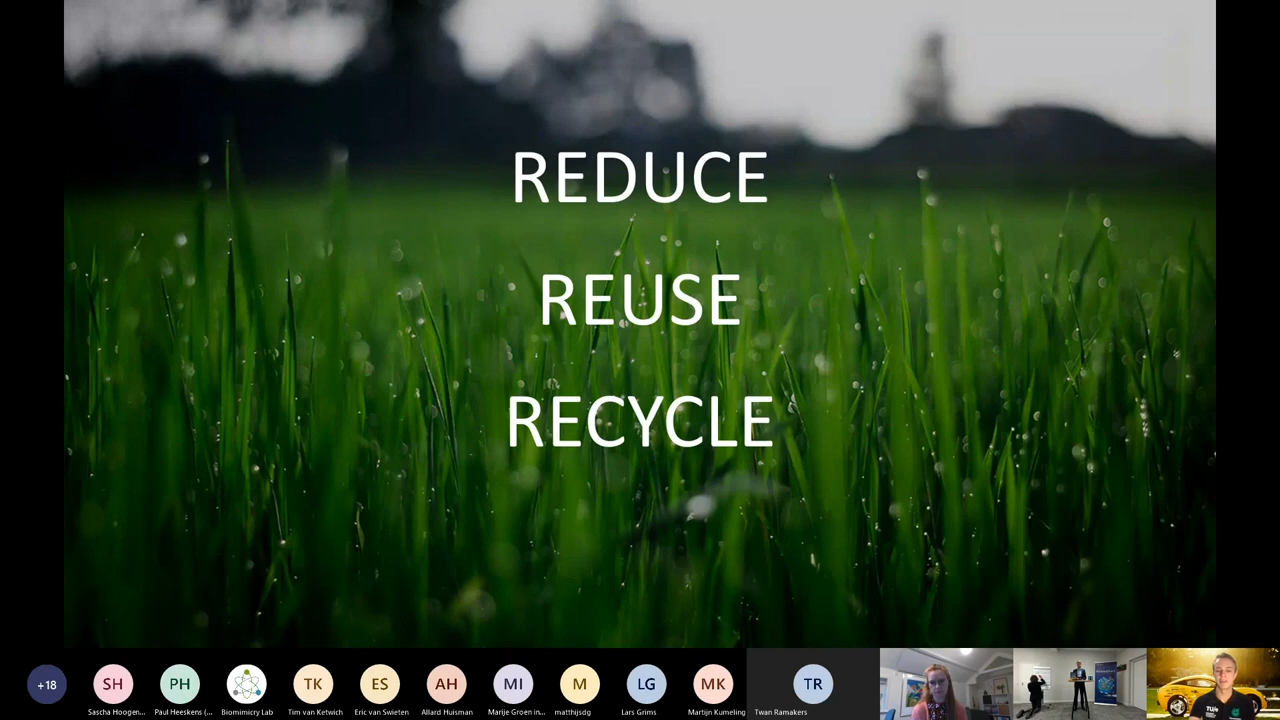 REDUCE
REUSE
RECYCLE
+18
SH
PH
TK
ES
AH
MI
M
LG
MK
TR
Sascha Hoogen...
Paul Heeskens (...
Biomimicry Lab
Tim van Ketwich
Eric van Swieten
Allard Huisman
Marije Groen in...
matthijsdg
Lars Grims
Martijn Kumeling
Twan Ramakers
TU/e